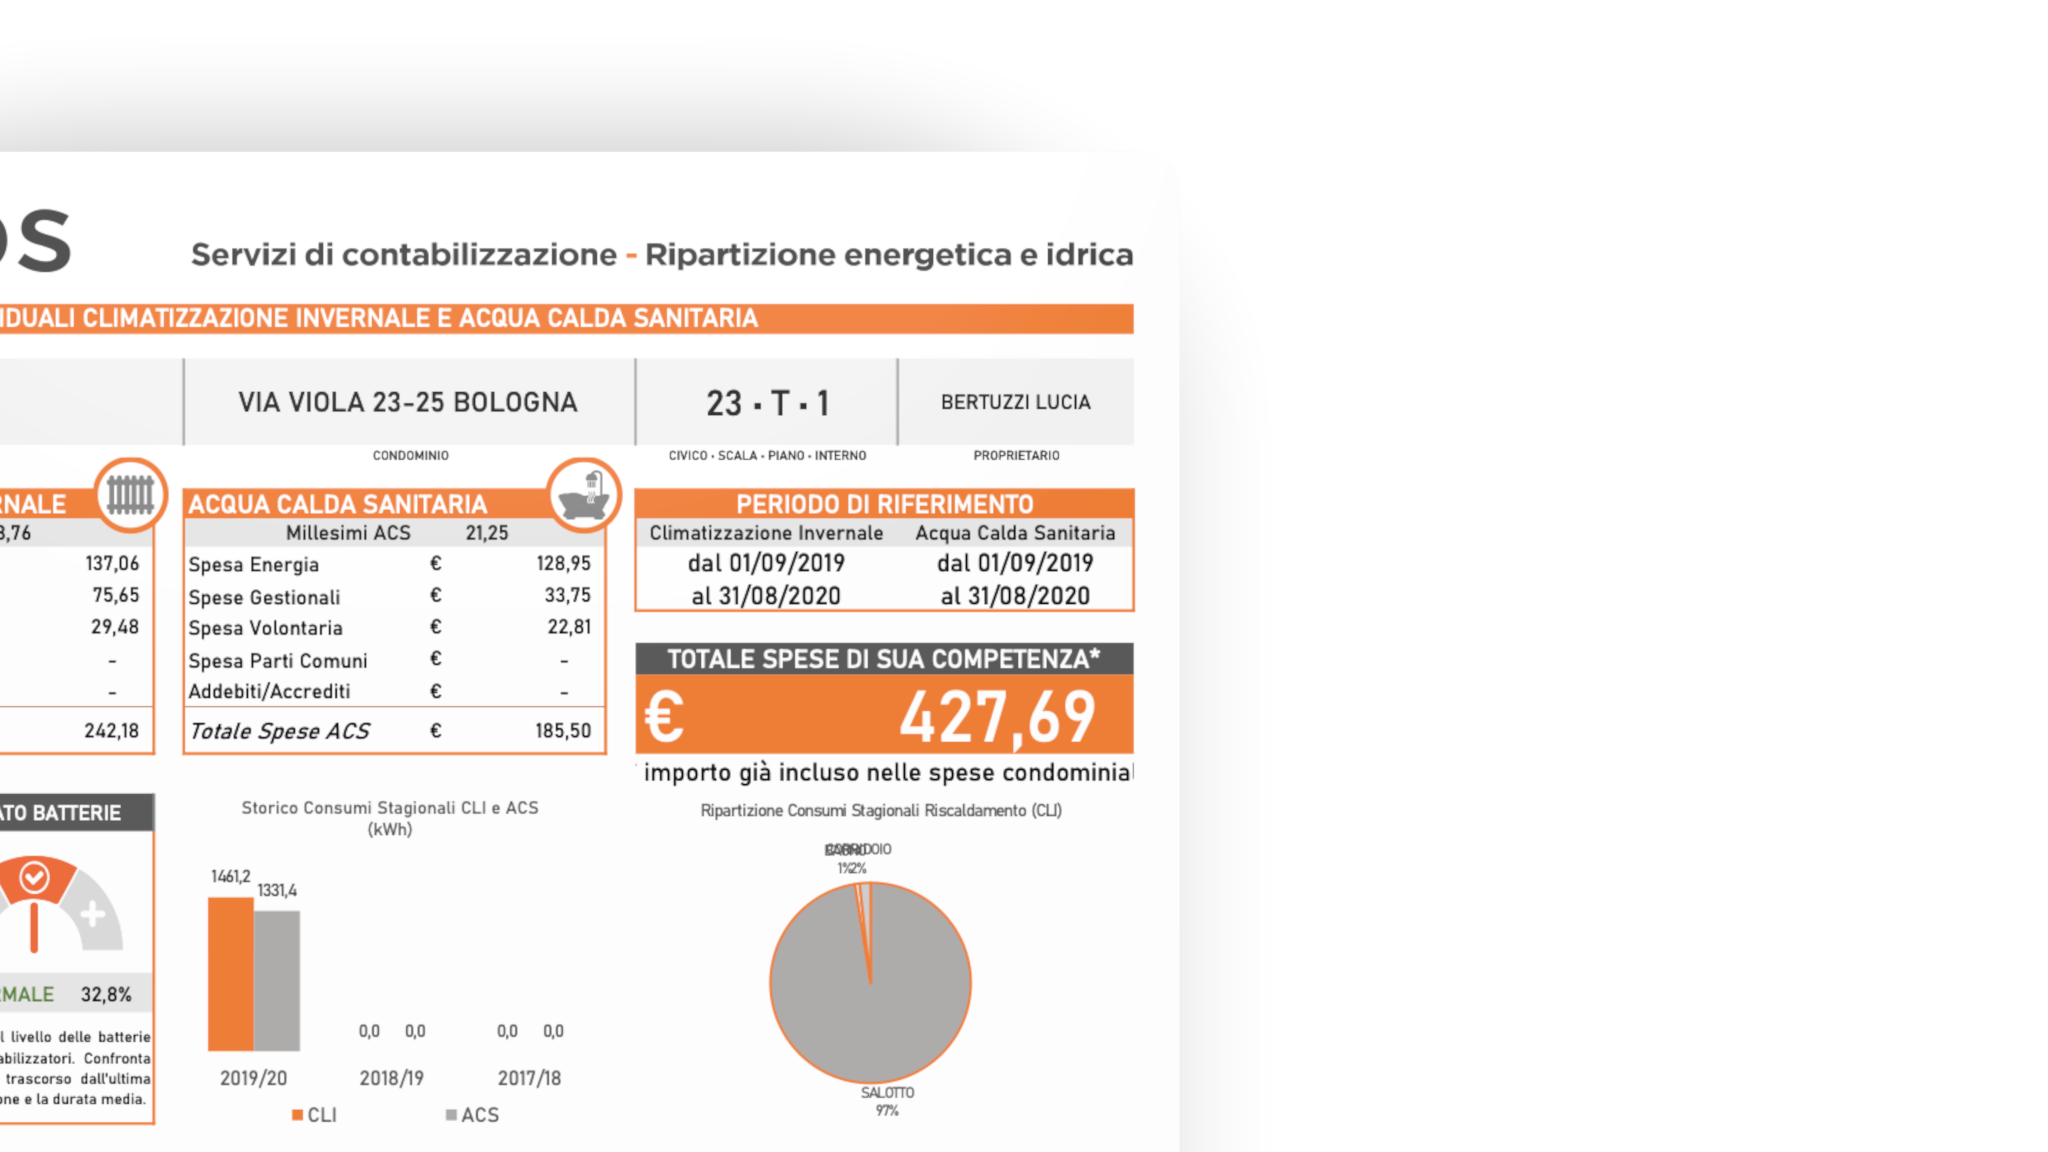 OS
Servizi di contabilizzazione - Ripartizione energetica e idrica
IDUALI CLIMATIZZAZIONE INVERNALE E ACQUA CALDA SANITARIA
VIA VIOLA 23-25 BOLOGNA
23 · T · 1
BERTUZZI LUCIA
CONDOMINIO
CIVICO · SCALA · PIANO · INTERNO
PROPRIETARIO
RNALE
,76
137,06
75,65
29,48
-
-
242,18
ACQUA CALDA SANITARIA
Millesimi ACS 21,25
Spesa Energia € 128,95
Spese Gestionali € 33,75
Spesa Volontaria € 22,81
Spesa Parti Comuni € -
Addebiti/Accrediti € -
Totale Spese ACS € 185,50
PERIODO DI RIFERIMENTO
Climatizzazione Invernale Acqua Calda Sanitaria
dal 01/09/2019 dal 01/09/2019
al 31/08/2020 al 31/08/2020
TOTALE SPESE DI SUA COMPETENZA*
€ 427,69
importo già incluso nelle spese condominial
ATO BATTERIE
RMALE 32,8%
l livello delle batterie
abilizzatori. Confronta
trascorso dall'ultima
one e la durata media.
Storico Consumi Stagionali CLI e ACS
(kWh)
1461,2
1331,4
0,0 0,0 0,0 0,0
2019/20 2018/19 2017/18
CLI ACS
Ripartizione Consumi Stagionali Riscaldamento (CLI)
CORRIDOIO
1% 2%
SALOTTO
97%